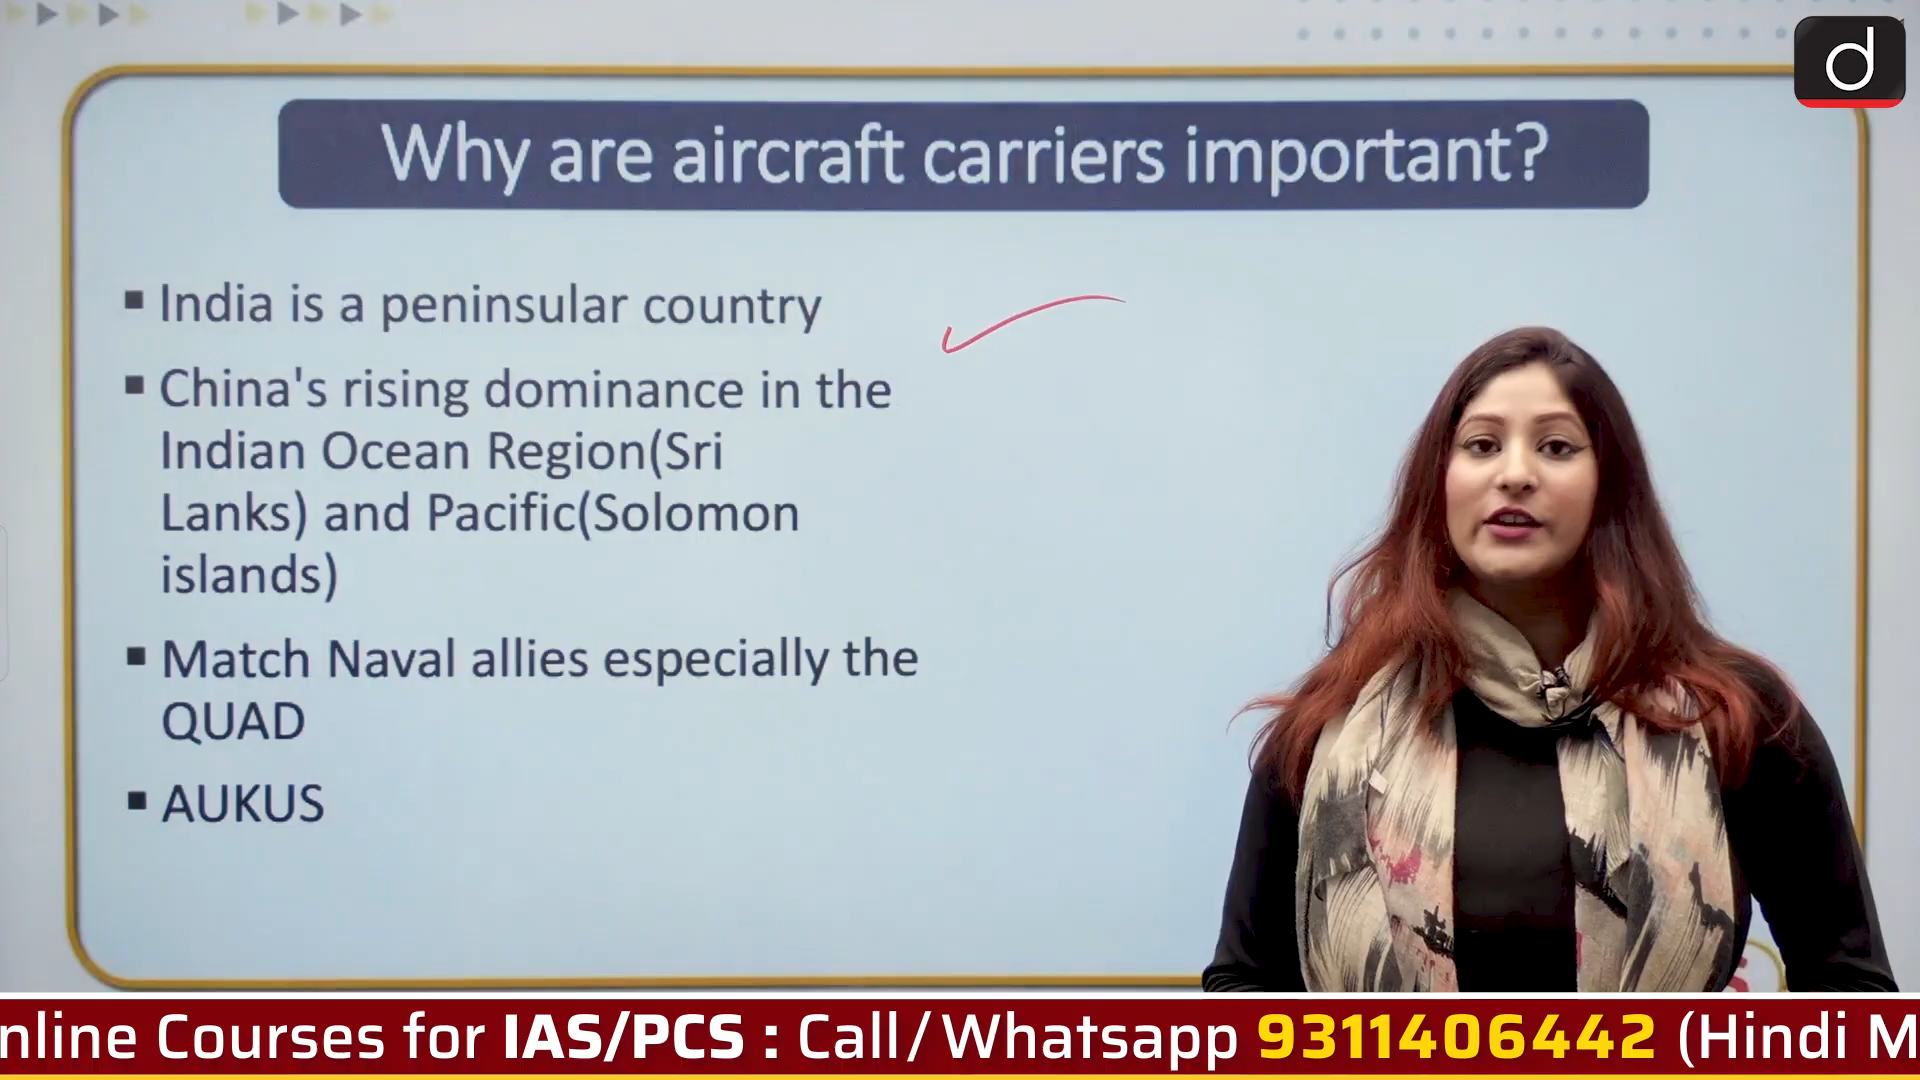 d
Why are aircraft carriers important?
▪ India is a peninsular country
▪ China's rising dominance in the
Indian Ocean Region(Sri
Lanks) and Pacific(Solomon
islands)
▪ Match Naval allies especially the
QUAD
▪ AUKUS
nline Courses for IAS/PCS : Call/Whatsapp 9311406442 (Hindi M